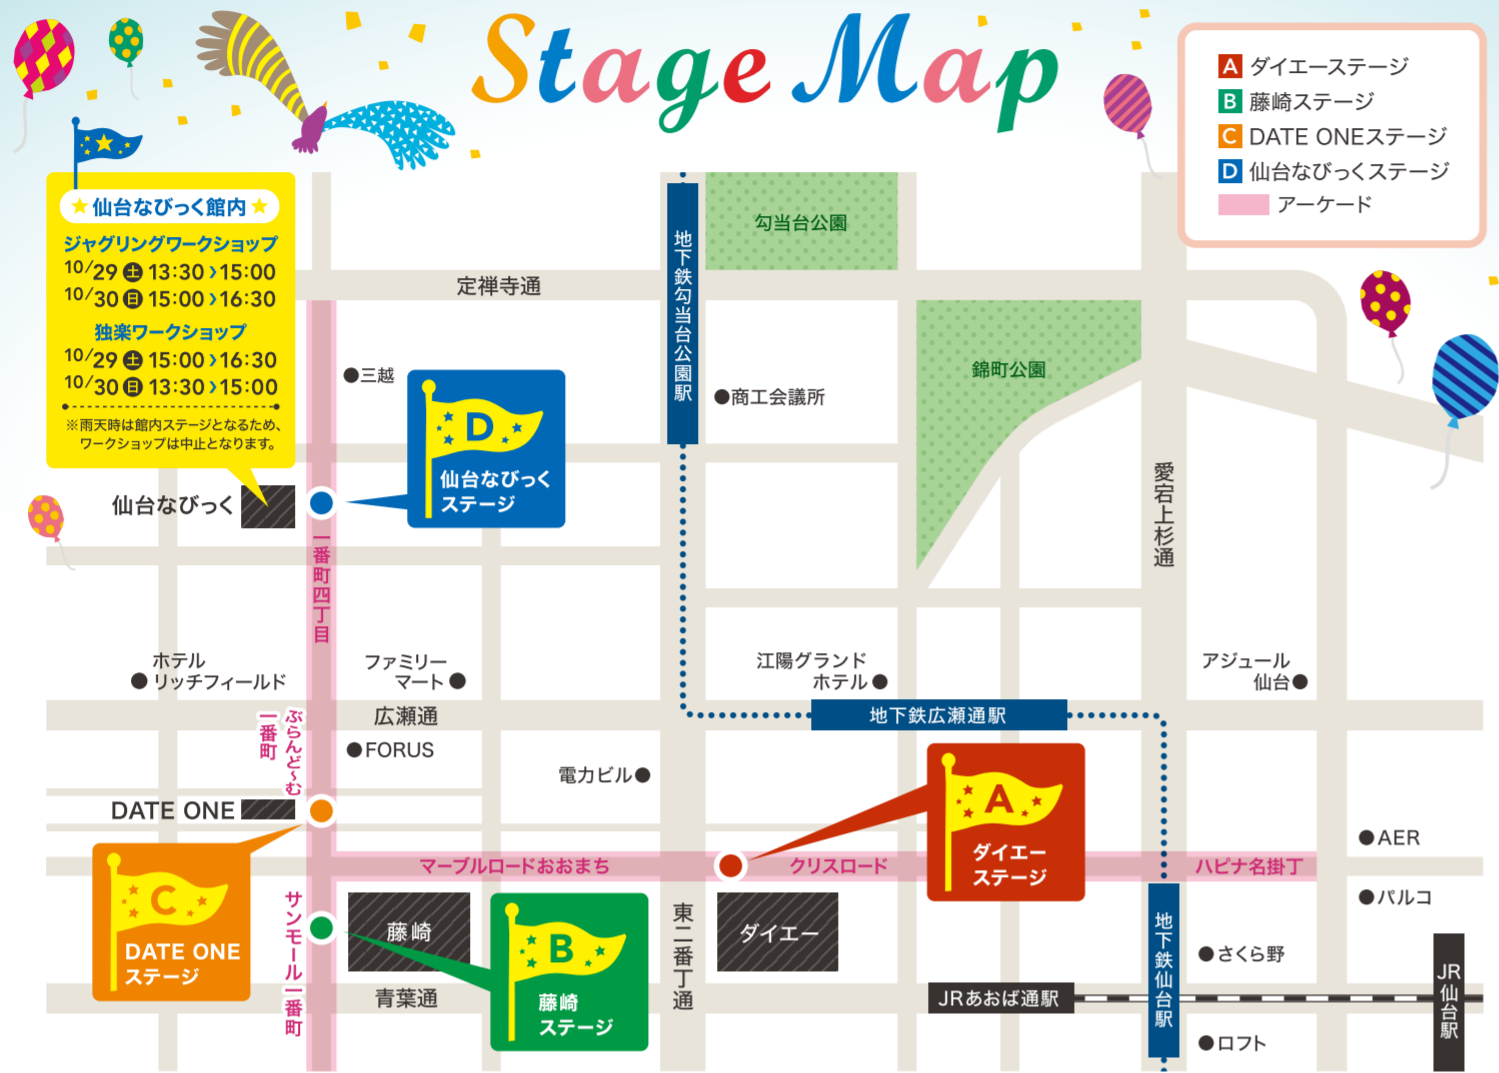 Stage Map
A ダイエーステージ
B 藤崎ステージ
C DATE ONEステージ
D 仙台なびっくステージ
アーケード
仙台なびっく館内
ジャグリングワークショップ
10/29 土 13:30 › 15:00
10/30 日 15:00 › 16:30
独楽ワークショップ
10/29 土 15:00 › 16:30
10/30 日 13:30 › 15:00
※雨天時は館内ステージとなるため、
ワークショップは中止となります。
勾当台公園
地下鉄勾当台公園駅
定禅寺通
●三越
●商工会議所
錦町公園
D
仙台なびっく
ステージ
仙台なびっく
愛宕上杉通
一番町四丁目
ホテル
●リッチフィールド
ファミリー
マート●
江陽グランド
ホテル●
アジュール
仙台●
広瀬通
地下鉄広瀬通駅
ぶらんど~む
一番町
●FORUS
電力ビル●
DATE ONE
A
ダイエー
ステージ
●AER
マーブルロードおおまち
クリスロード
ハピナ名掛丁
●パルコ
C
DATE ONE
ステージ
サンモール一番町
藤崎
B
藤崎
ステージ
東二番丁通
ダイエー
地下鉄仙台駅
●さくら野
JR仙台駅
青葉通
JRあおば通駅
●ロフト